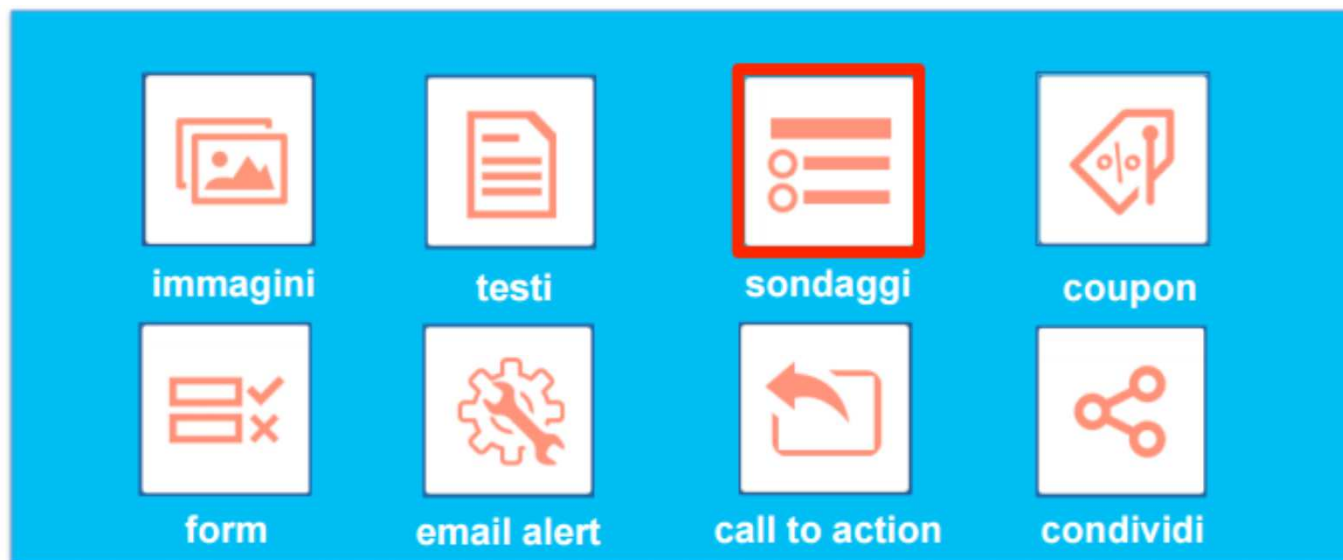 immagini
testi
sondaggi
%
coupon
form
email alert
call to action
condividi